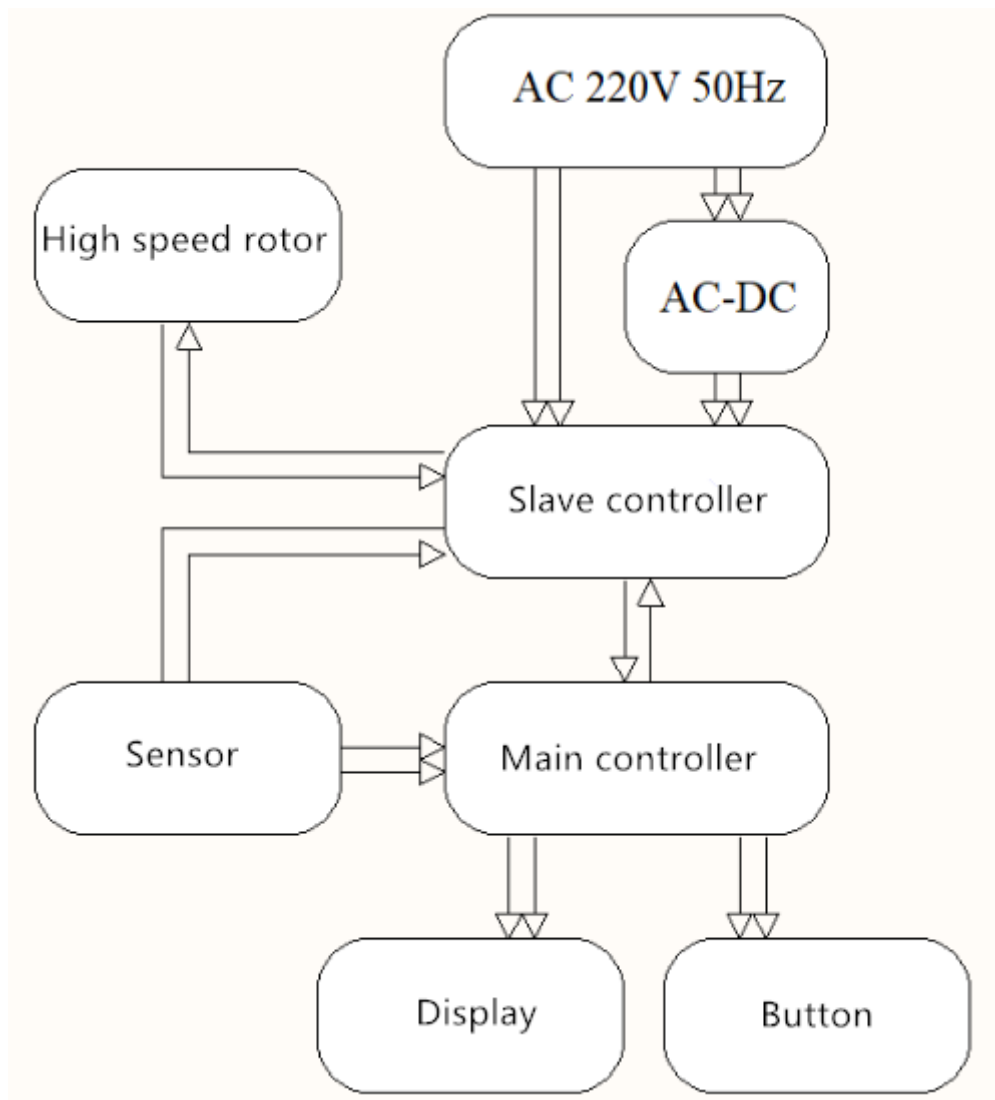 AC 220V 50Hz
High speed rotor
AC-DC
Slave controller
Sensor
Main controller
Display
Button